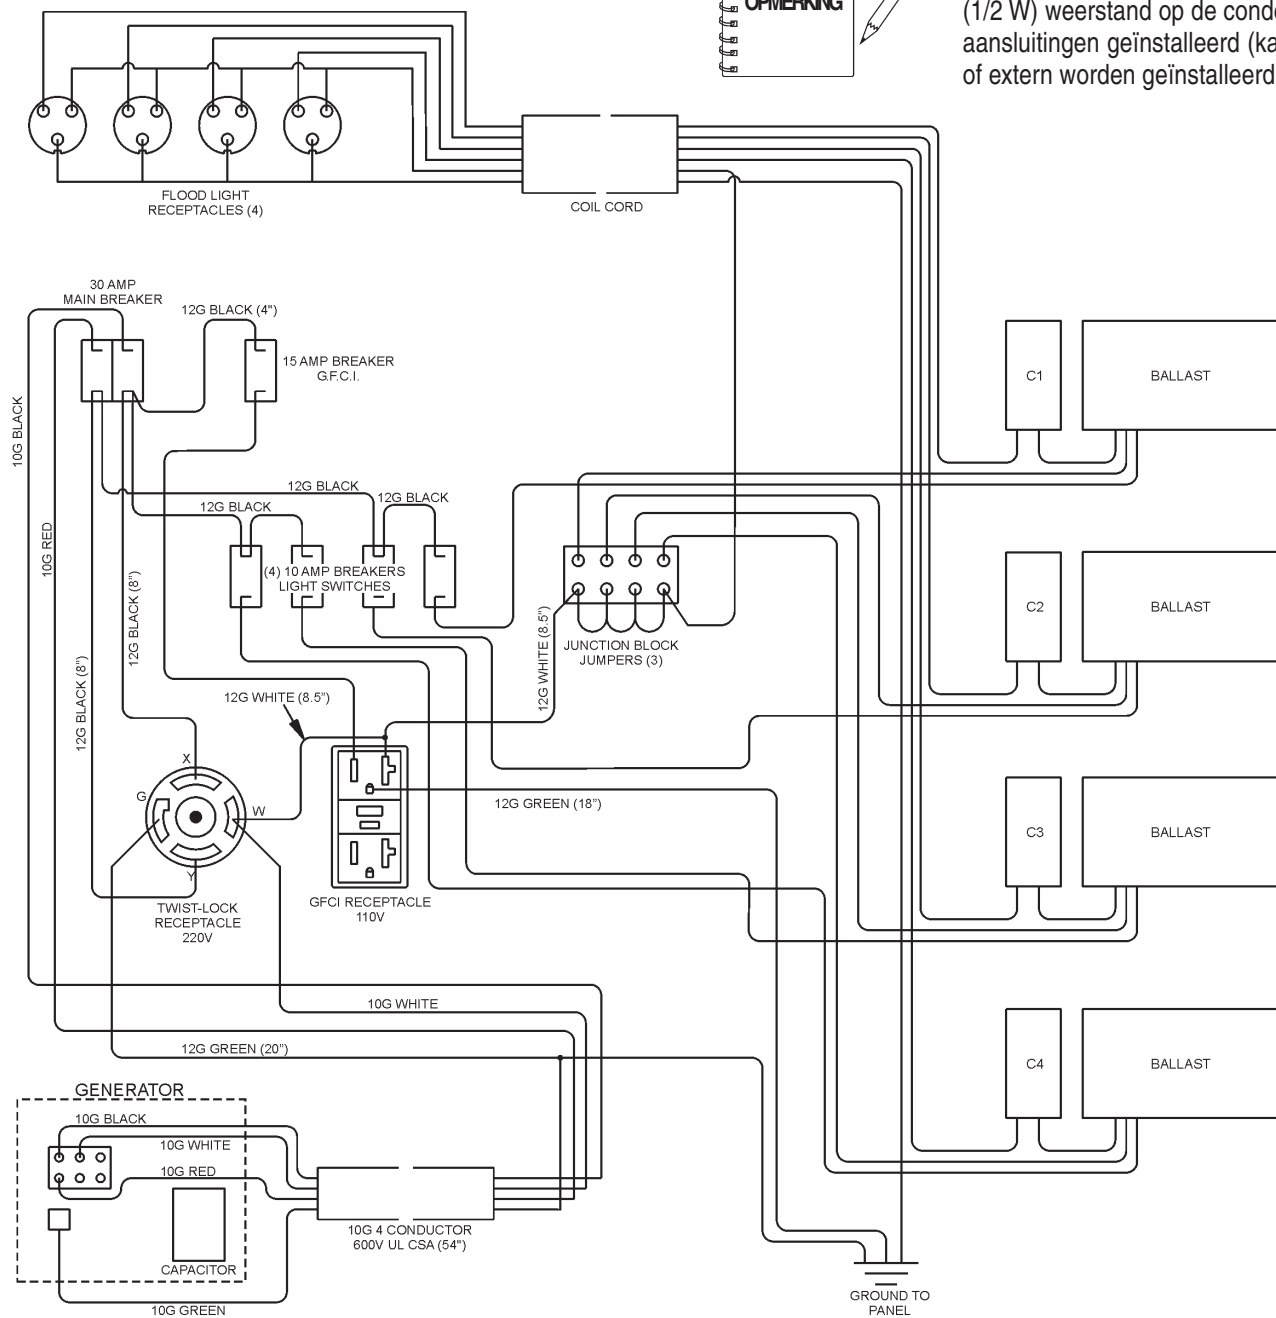 OPMERKING
(1/2 W) weerstand op de
aansluitingen geïnstalleerd
of extern worden geïnstalleerd
FLOOD LIGHT
RECEPTACLES (4)
COIL CORD
30 AMP
MAIN BREAKER
12G BLACK (4")
15 AMP BREAKER
G.F.C.I.
C1
BALLAST
10G BLACK
12G BLACK
12G BLACK
12G BLACK
10G RED
(4) 10 AMP BREAKERS
LIGHT SWITCHES
12G BLACK (8")
12G WHITE (8.5")
C2
BALLAST
JUNCTION BLOCK
JUMPERS (3)
12G BLACK (8")
12G WHITE (8.5")
X
G
W
Y
12G GREEN (18")
C3
BALLAST
TWIST-LOCK
RECEPTACLE
220V
GFCI RECEPTACLE
110V
10G WHITE
12G GREEN (20")
C4
BALLAST
GENERATOR
10G BLACK
10G WHITE
10G RED
10G 4 CONDUCTOR
600V UL CSA (54")
CAPACITOR
10G GREEN
GROUND TO
PANEL